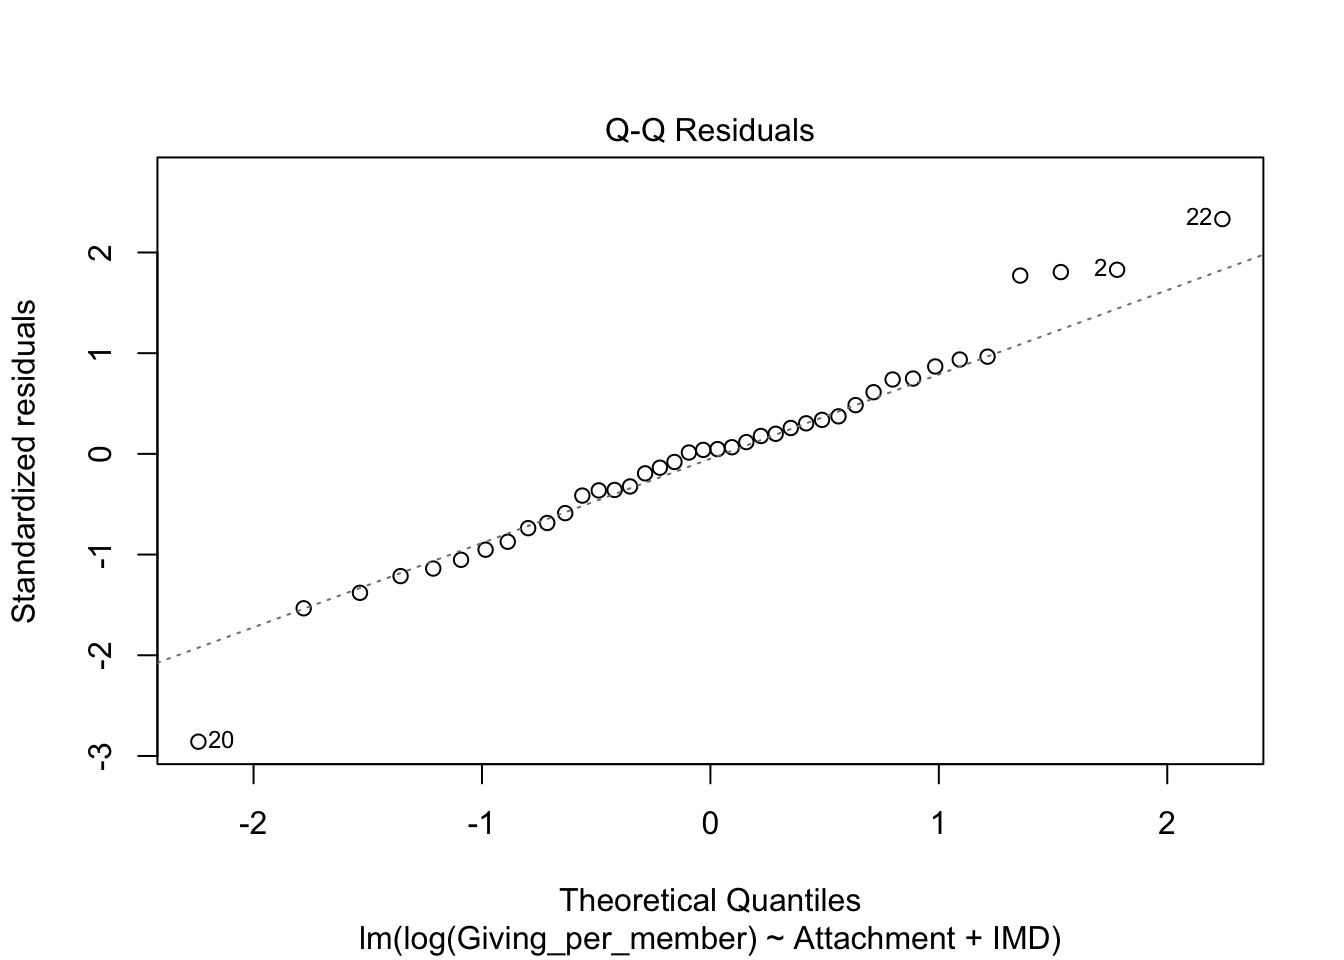 Q-Q Residuals
Standardized residuals
2
1
0
-1
-2
-3
22
2
20
-2 -1 0 1 2
Theoretical Quantiles
lm(log(Giving_per_member) ~ Attachment + IMD)